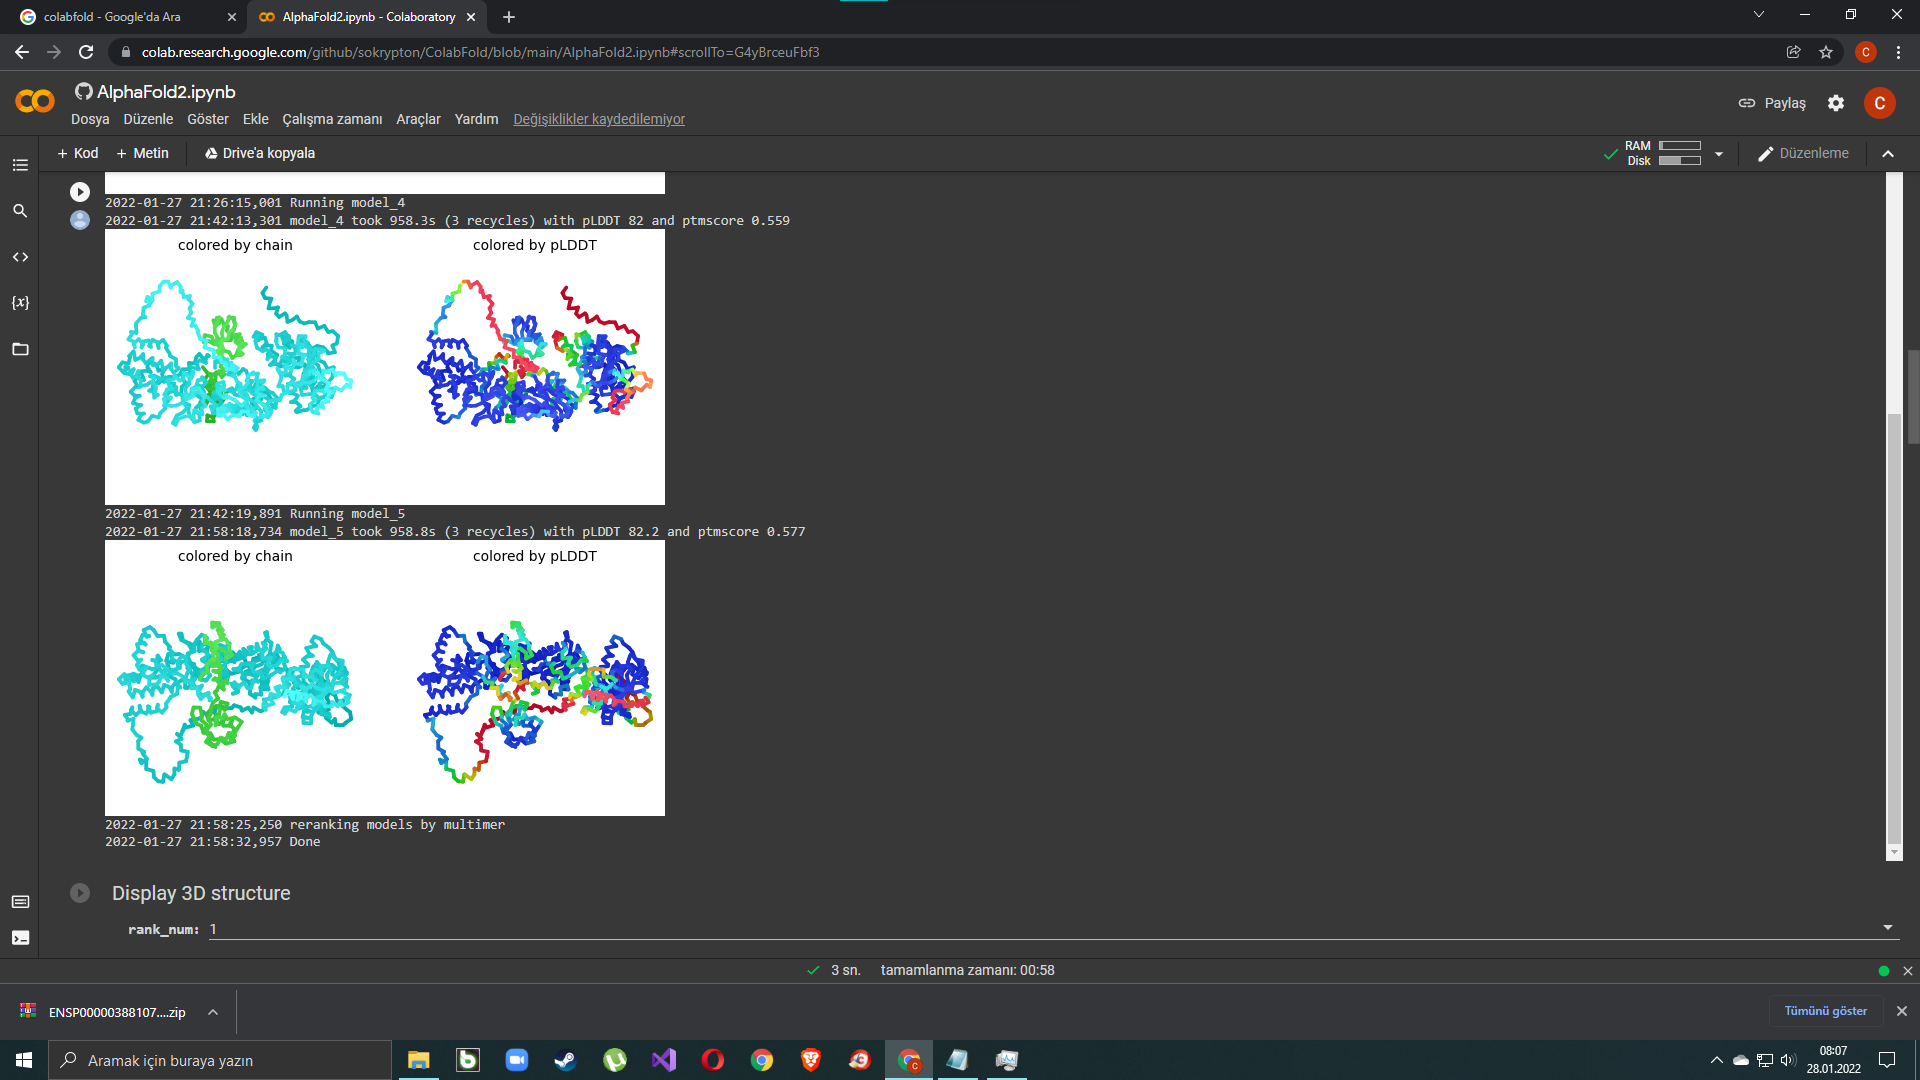 colabfold - Google'da Ara
AlphaFold2.ipynb - Colaboratory
colab.research.google.com/github/sokrypton/ColabFold/blob/main/AlphaFold2.ipynb#scrollTo=G4yBrceuFbf3
C
AlphaFold2.ipynb
Paylaş
C
Dosya Düzenle Göster Ekle Çalışma zamanı Araçlar Yardım Değişiklikler kaydedilemiyor
+ Kod + Metin Drive'a kopyala
RAM
Disk
Düzenleme
{x}
2022-01-27 21:26:15,001 Running model_4
2022-01-27 21:42:13,301 model_4 took 958.3s (3 recycles) with pLDDT 82 and ptmscore 0.559
colored by chain colored by pLDDT
2022-01-27 21:42:19,891 Running model_5
2022-01-27 21:58:18,734 model_5 took 958.8s (3 recycles) with pLDDT 82.2 and ptmscore 0.577
colored by chain colored by pLDDT
2022-01-27 21:58:25,250 reranking models by multimer
2022-01-27 21:58:32,957 Done
Display 3D structure
rank_num: 1
3 sn. tamamlanma zamanı: 00:58
ENSP00000388107....zip
Tümünü göster
Aramak için buraya yazın
08:07
28.01.2022